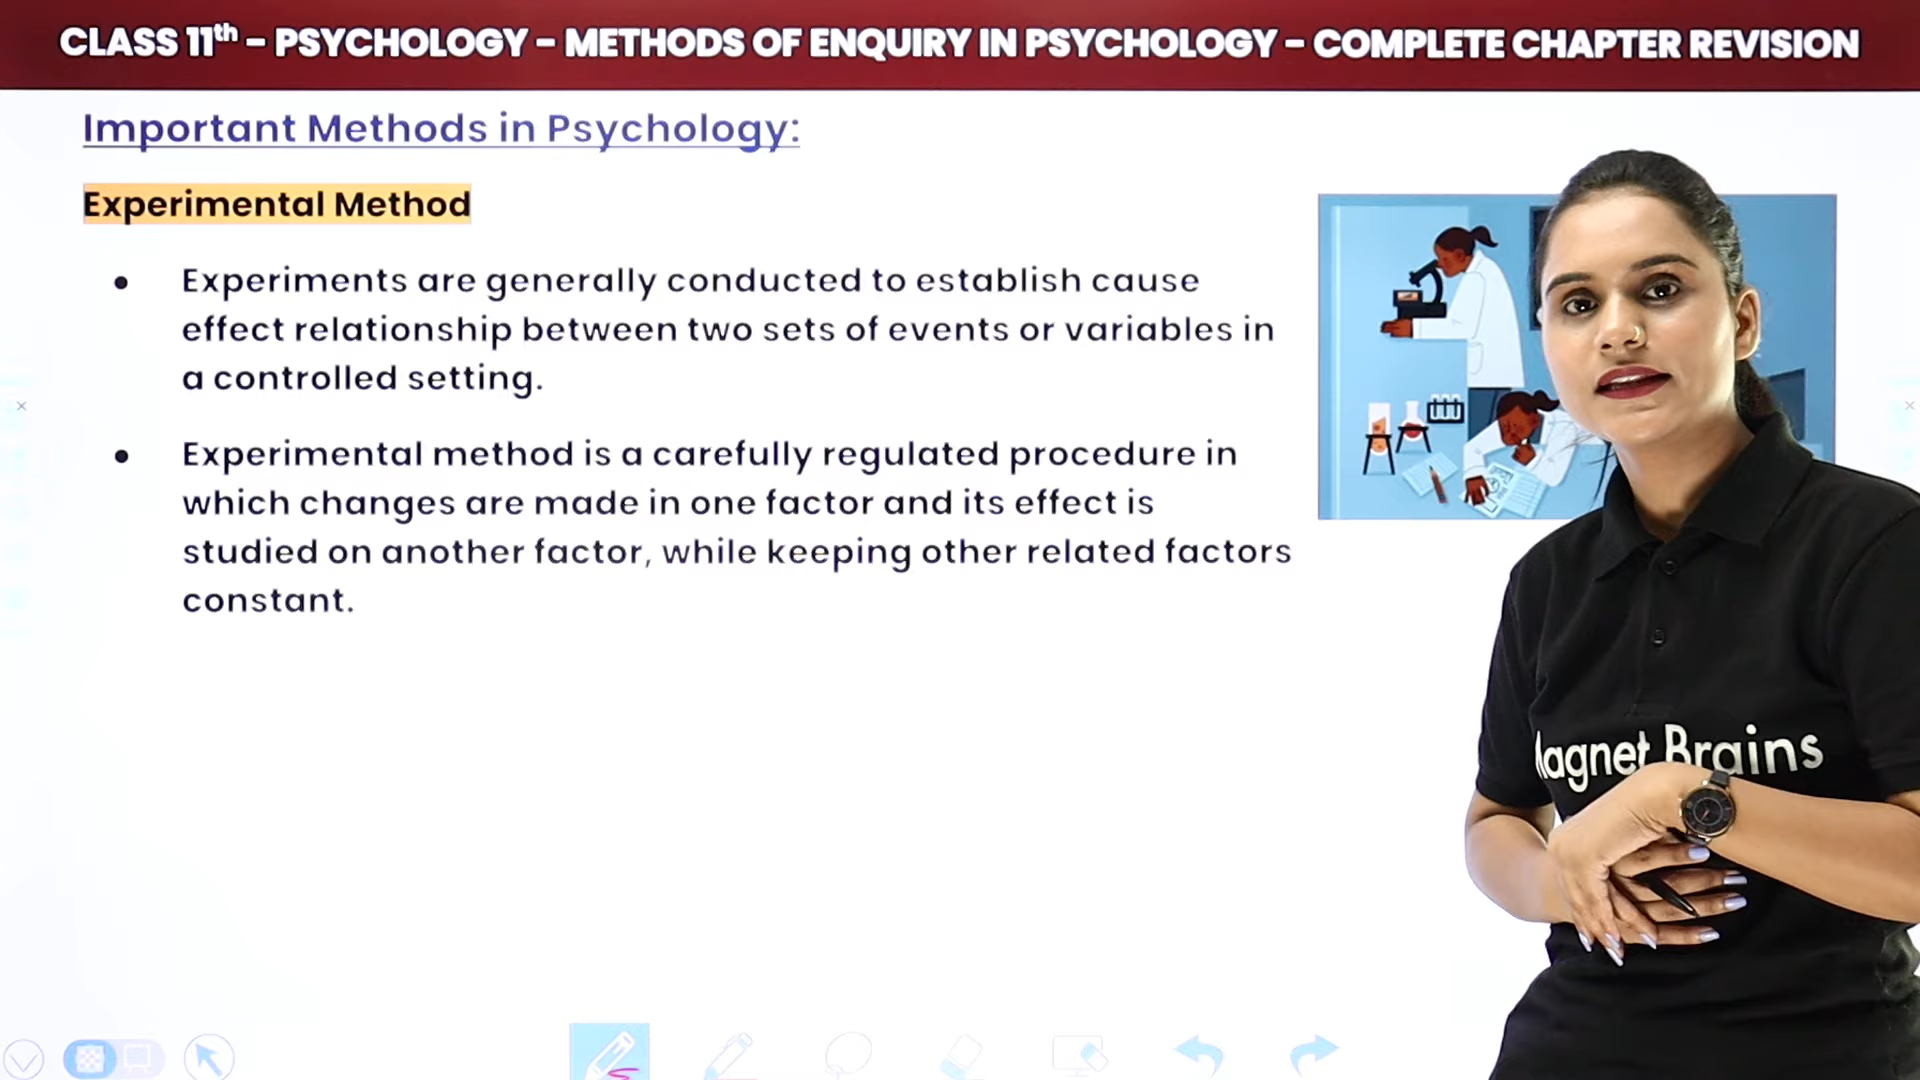 CLASS 11th – PSYCHOLOGY – METHODS OF ENQUIRY IN PSYCHOLOGY – COMPLETE CHAPTER REVISION
Important Methods in Psychology:
Experimental Method
• Experiments are generally conducted to establish cause
effect relationship between two sets of events or variables in
a controlled setting.
• Experimental method is a carefully regulated procedure in
which changes are made in one factor and its effect is
studied on another factor, while keeping other related factors
constant.
agnet Brains